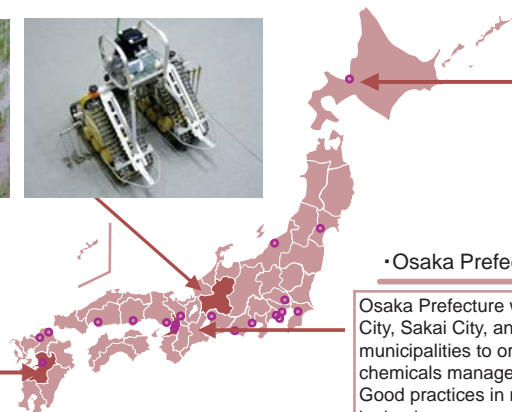 ・Osaka Prefec
Osaka Prefecture w
City, Sakai City, an
municipalities to or
chemicals manage
Good practices in r